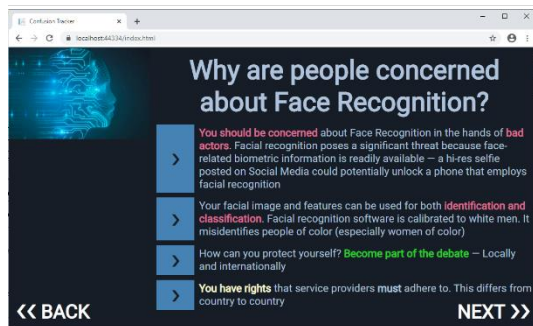 Confusion Tracker
localhost:44334/index.html
Why are people concerned
about Face Recognition?
You should be concerned about Face Recognition in the hands of bad
actors. Facial recognition poses a significant threat because face-
related biometric information is readily available — a hi-res selfie
posted on Social Media could potentially unlock a phone that employs
facial recognition
Your facial image and features can be used for both identification and
classification. Facial recognition software is calibrated to white men. It
misidentifies people of color (especially women of color)
How can you protect yourself? Become part of the debate — Locally
and internationally
You have rights that service providers must adhere to. This differs from
country to country
<< BACK
NEXT >>